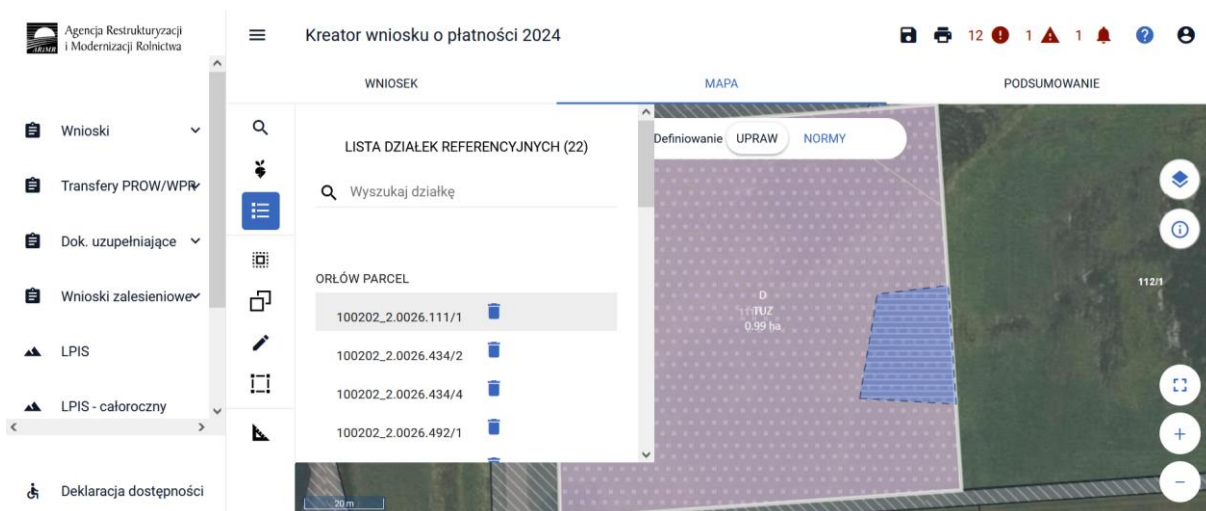 Agencja Restrukturyzacji
i Modernizacji Rolnictwa
ARiMR
Kreator wniosku o płatności 2024
12
1
1
WNIOSEK
MAPA
PODSUMOWANIE
Wnioski
Transfery PROW/WPR
Dok. uzupełniające
Wnioski zalesieniowe
LPIS
LPIS - całoroczny
Deklaracja dostępności
LISTA DZIAŁEK REFERENCYJNYCH (22)
Wyszukaj działkę
ORŁÓW PARCEL
100202_2.0026.111/1
100202_2.0026.434/2
100202_2.0026.434/4
100202_2.0026.492/1
Definiowanie UPRAW NORMY
D
TUZ
0.99 ha
112/1
20 m